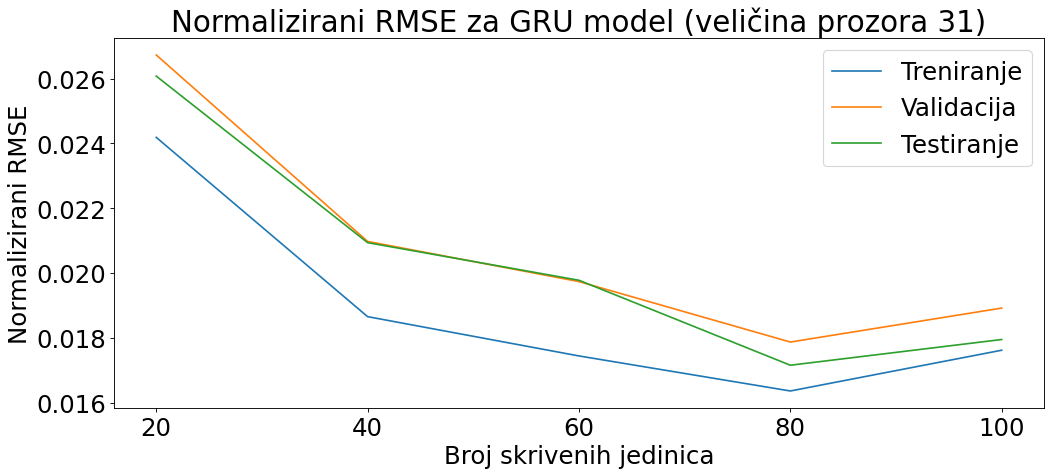 Normalizirani RMSE za GRU model (veličina prozora 31)
Normalizirani RMSE
0.026
0.024
0.022
0.020
0.018
0.016
Treniranje
Validacija
Testiranje
20 40 60 80 100
Broj skrivenih jedinica